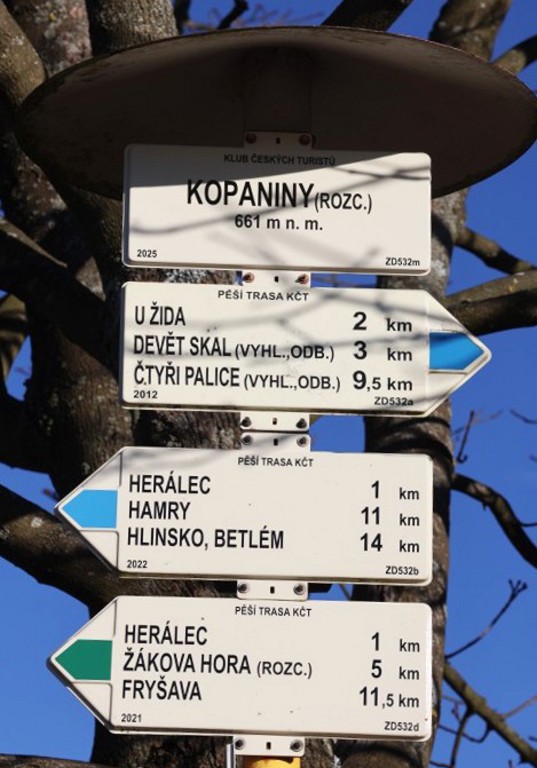 KLUB ČESKÝCH TURISTŮ
KOPANINY (ROZC.)
661 m n. m.
2025 ZD532m
PĚŠÍ TRASA KČT
U ŽIDA 2 km
DEVĚT SKAL (VYHL.,ODB.) 3 km
ČTYŘI PALICE (VYHL.,ODB.) 9,5 km
2012 ZD532a
PĚŠÍ TRASA KČT
HERÁLEC 1 km
HAMRY 11 km
HLINSKO, BETLÉM 14 km
2022 ZD532b
PĚŠÍ TRASA KČT
HERÁLEC 1 km
ŽÁKOVA HORA (ROZC.) 5 km
FRYŠAVA 11,5 km
2021 ZD532d